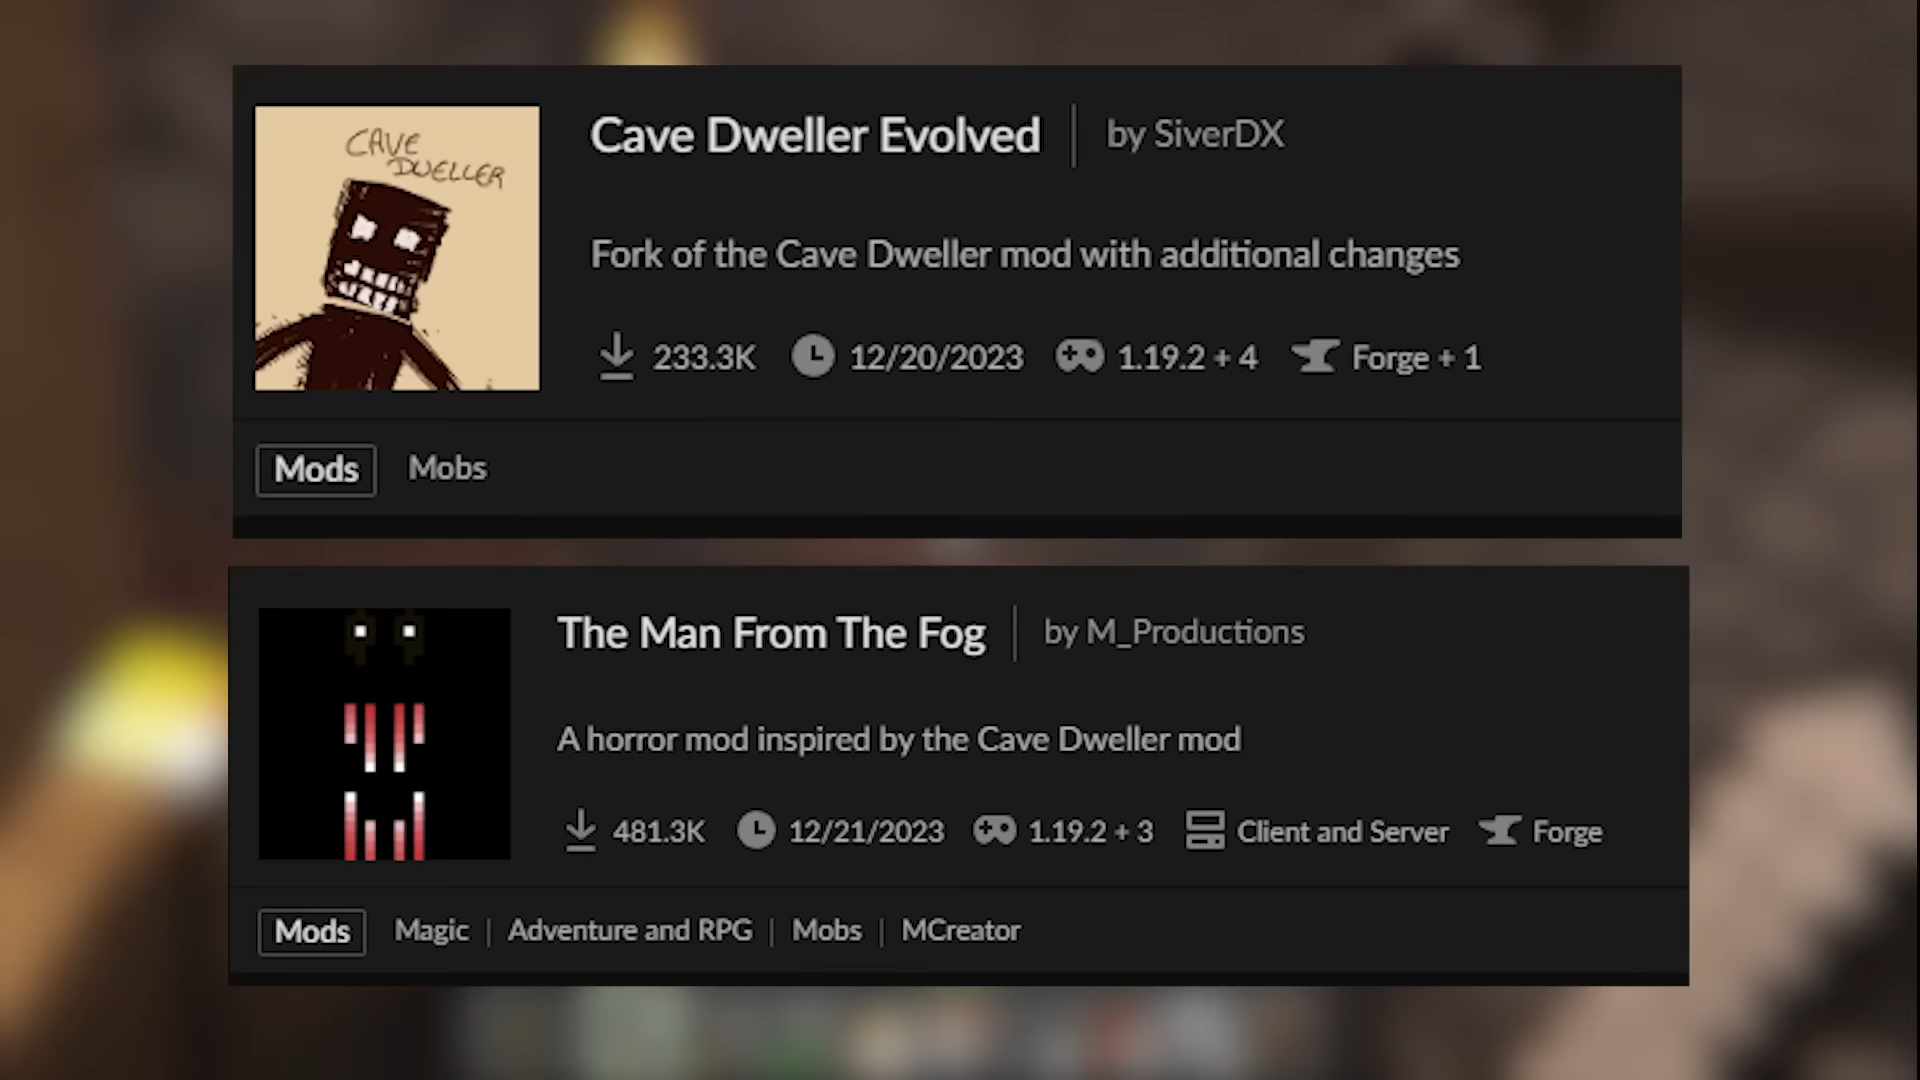 CAVE
DWELLER
Cave Dweller Evolved | by SiverDX
Fork of the Cave Dweller mod with additional changes
233.3K 12/20/2023 1.19.2 + 4 Forge + 1
Mods Mobs
The Man From The Fog | by M_Productions
A horror mod inspired by the Cave Dweller mod
481.3K 12/21/2023 1.19.2 + 3 Client and Server Forge
Mods Magic | Adventure and RPG | Mobs | MCreator